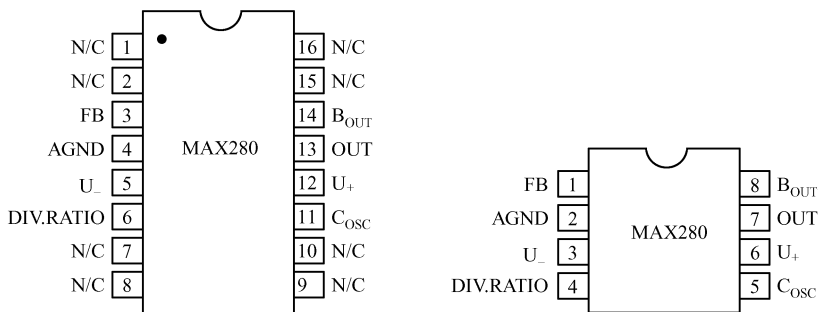 N/C 1 16 N/C
N/C 2 15 N/C
FB 3 14 B_OUT
AGND 4 MAX280 13 OUT
U_- 5 12 U_+
DIV.RATIO 6 11 C_OSC
N/C 7 10 N/C
N/C 8 9 N/C
FB 1 8 B_OUT
AGND 2 MAX280 7 OUT
U_- 3 6 U_+
DIV.RATIO 4 5 C_OSC